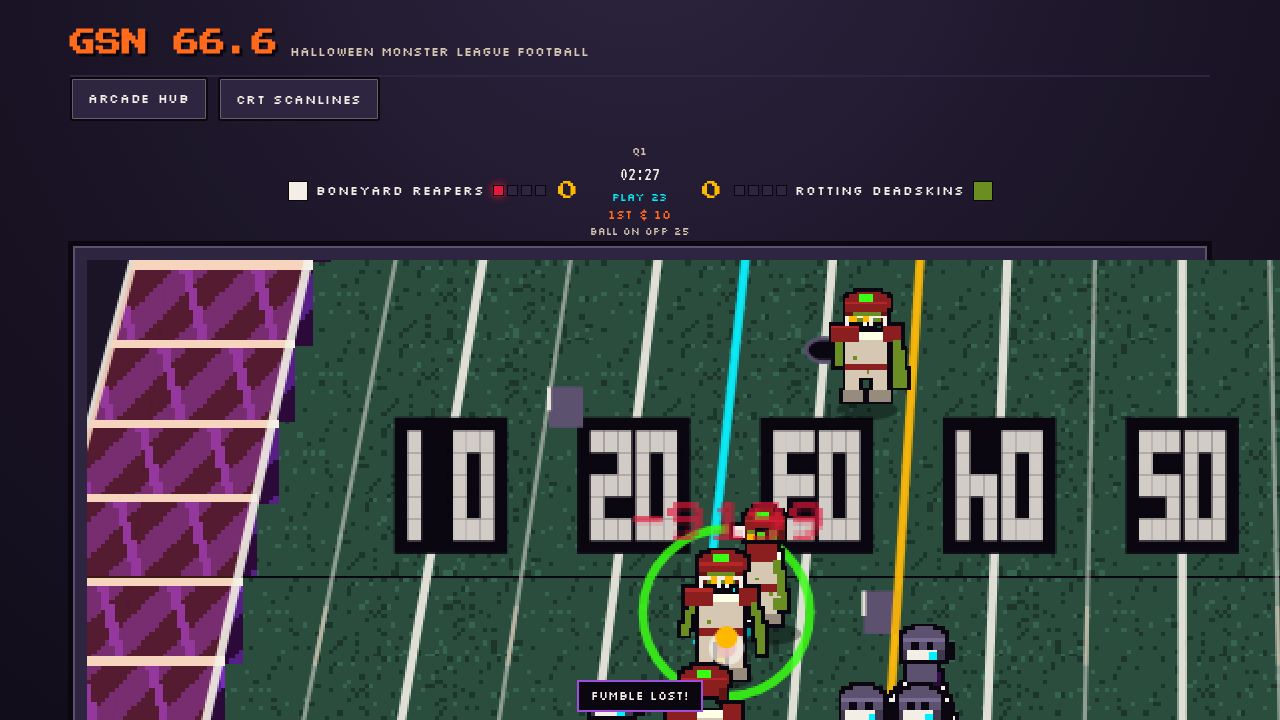 GSN 66.6
HALLOWEEN MONSTER LEAGUE FOOTBALL
ARCADE HUB
CRT SCANLINES
Q1
BONEYARD REAPERS 0
02:27
0 ROTTING DEADSKINS
PLAY 23
1ST & 10
BALL ON OPP 25
10
20
40
50
FUMBLE LOST!